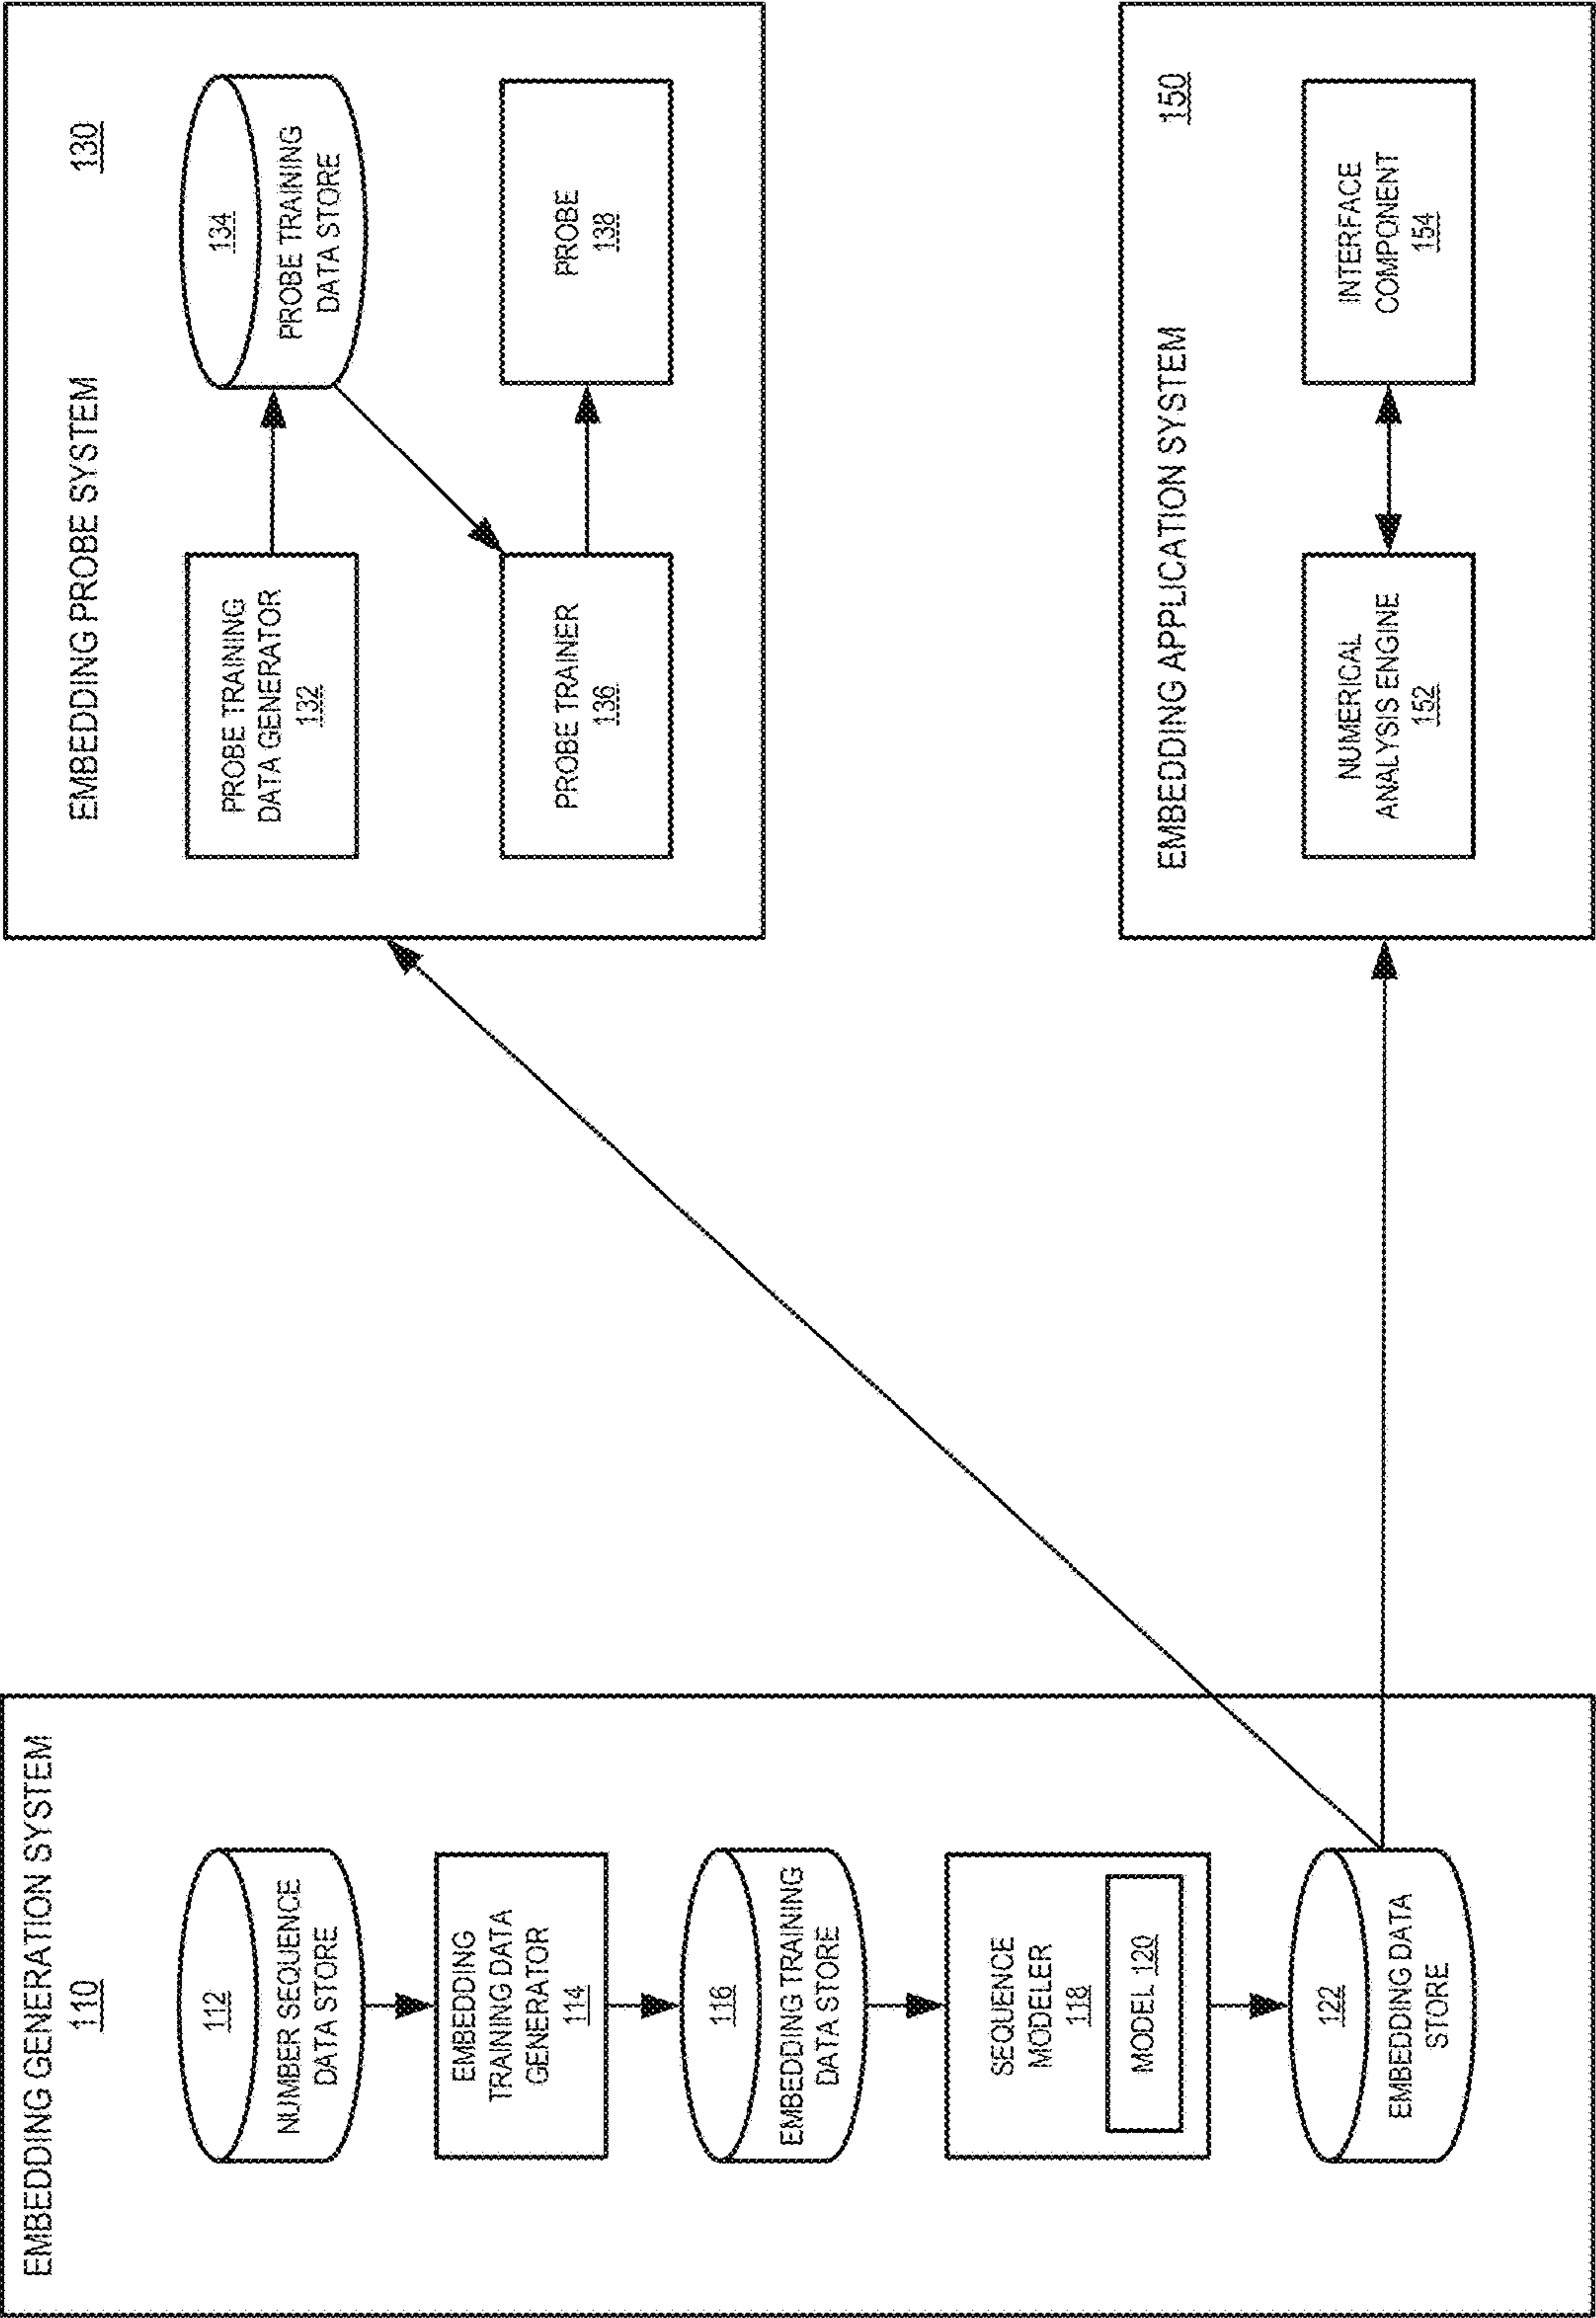 EMBEDDING GENERATION SYSTEM
110
112
NUMBER SEQUENCE
DATA STORE
EMBEDDING
TRAINING DATA
GENERATOR
114
116
EMBEDDING TRAINING
DATA STORE
SEQUENCE
MODELER
118
MODEL 120
122
EMBEDDING DATA
STORE
EMBEDDING PROBE SYSTEM
130
PROBE TRAINING
DATA GENERATOR
132
134
PROBE TRAINING
DATA STORE
PROBE TRAINER
136
PROBE
138
EMBEDDING APPLICATION SYSTEM
150
NUMERICAL
ANALYSIS ENGINE
152
INTERFACE
COMPONENT
154